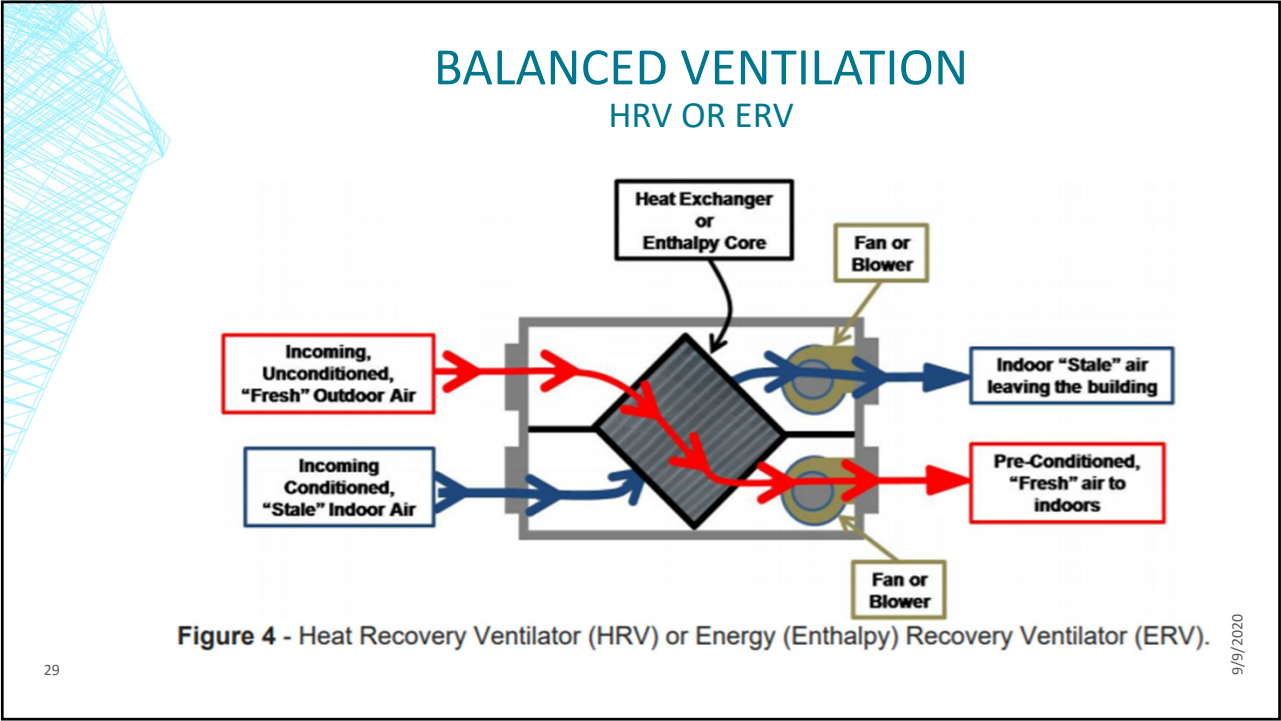 BALANCED VENTILATION
HRV OR ERV
Heat Exchanger
or
Enthalpy Core
Fan or
Blower
Incoming,
Unconditioned,
“Fresh” Outdoor Air
Indoor “Stale” air
leaving the building
Incoming
Conditioned,
“Stale” Indoor Air
Pre-Conditioned,
“Fresh” air to
indoors
Fan or
Blower
Figure 4 - Heat Recovery Ventilator (HRV) or Energy (Enthalpy) Recovery Ventilator (ERV).
29
9/9/2020